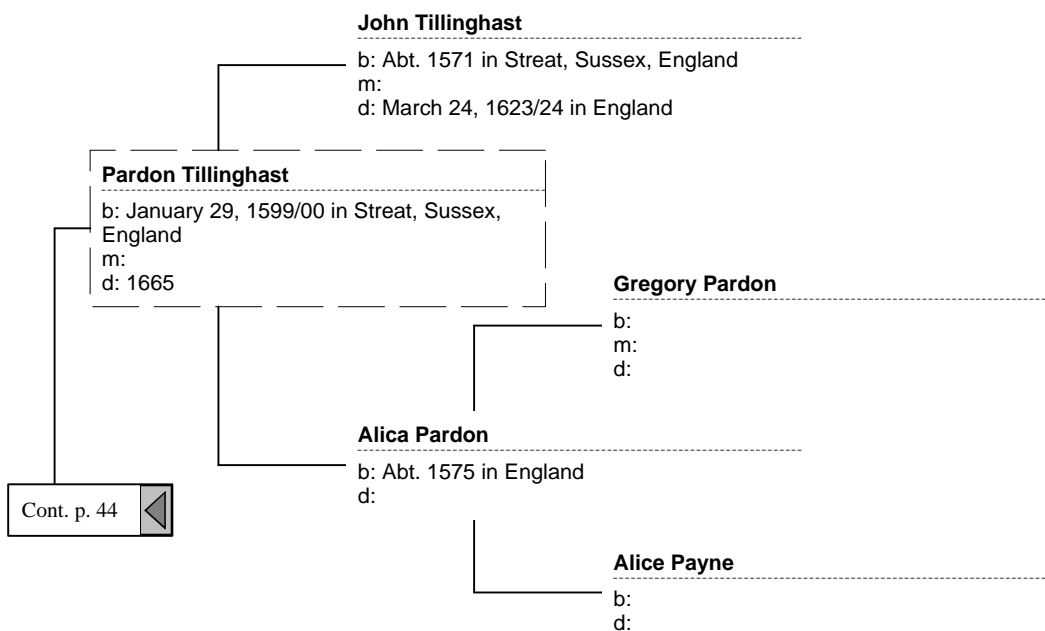 John Tillinghast
b: Abt. 1571 in Streat, Sussex, England
m:
d: March 24, 1623/24 in England
Pardon Tillinghast
b: January 29, 1599/00 in Streat, Sussex,
England
m:
d: 1665
Gregory Pardon
b:
m:
d:
Alica Pardon
b: Abt. 1575 in England
d:
Cont. p. 44
Alice Payne
b:
d: